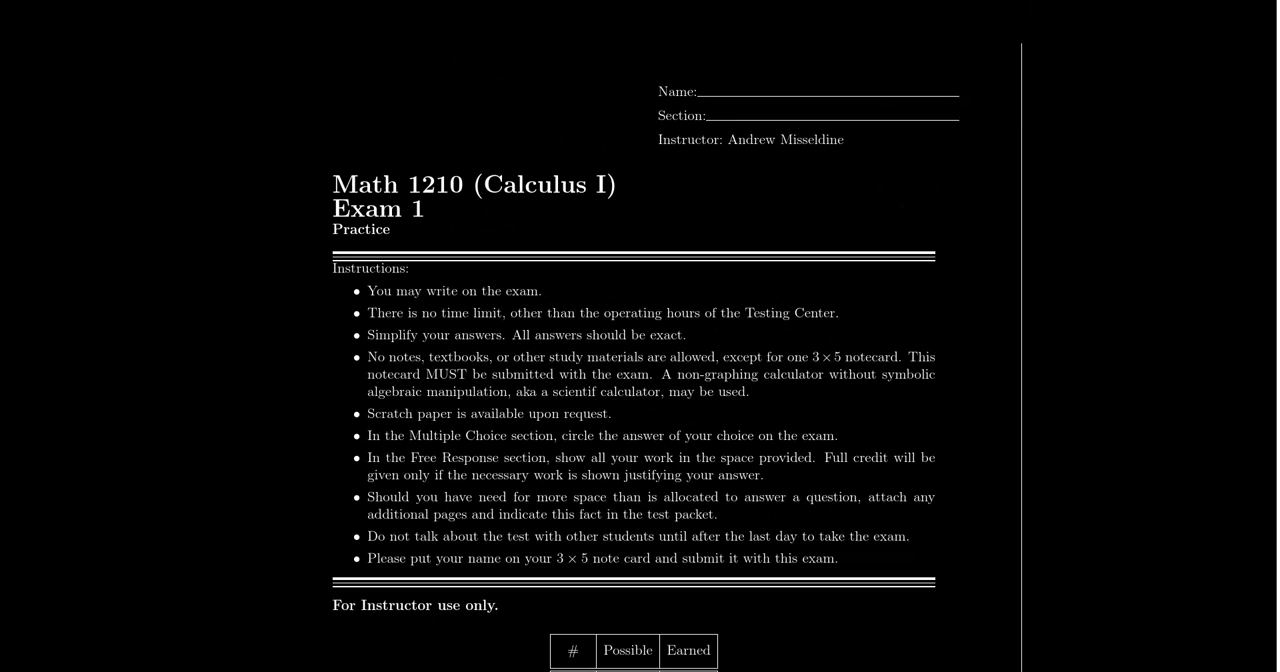 Name:
Section:
Instructor: Andrew Misseldine
Math 1210 (Calculus I)
Exam 1
Practice
Instructions:
• You may write on the exam.
• There is no time limit, other than the operating hours of the Testing Center.
• Simplify your answers. All answers should be exact.
• No notes, textbooks, or other study materials are allowed, except for one 3 × 5 notecard. This
notecard MUST be submitted with the exam. A non-graphing calculator without symbolic
algebraic manipulation, aka a scientif calculator, may be used.
• Scratch paper is available upon request.
• In the Multiple Choice section, circle the answer of your choice on the exam.
• In the Free Response section, show all your work in the space provided. Full credit will be
given only if the necessary work is shown justifying your answer.
• Should you have need for more space than is allocated to answer a question, attach any
additional pages and indicate this fact in the test packet.
• Do not talk about the test with other students until after the last day to take the exam.
• Please put your name on your 3 × 5 note card and submit it with this exam.
For Instructor use only.
# Possible Earned